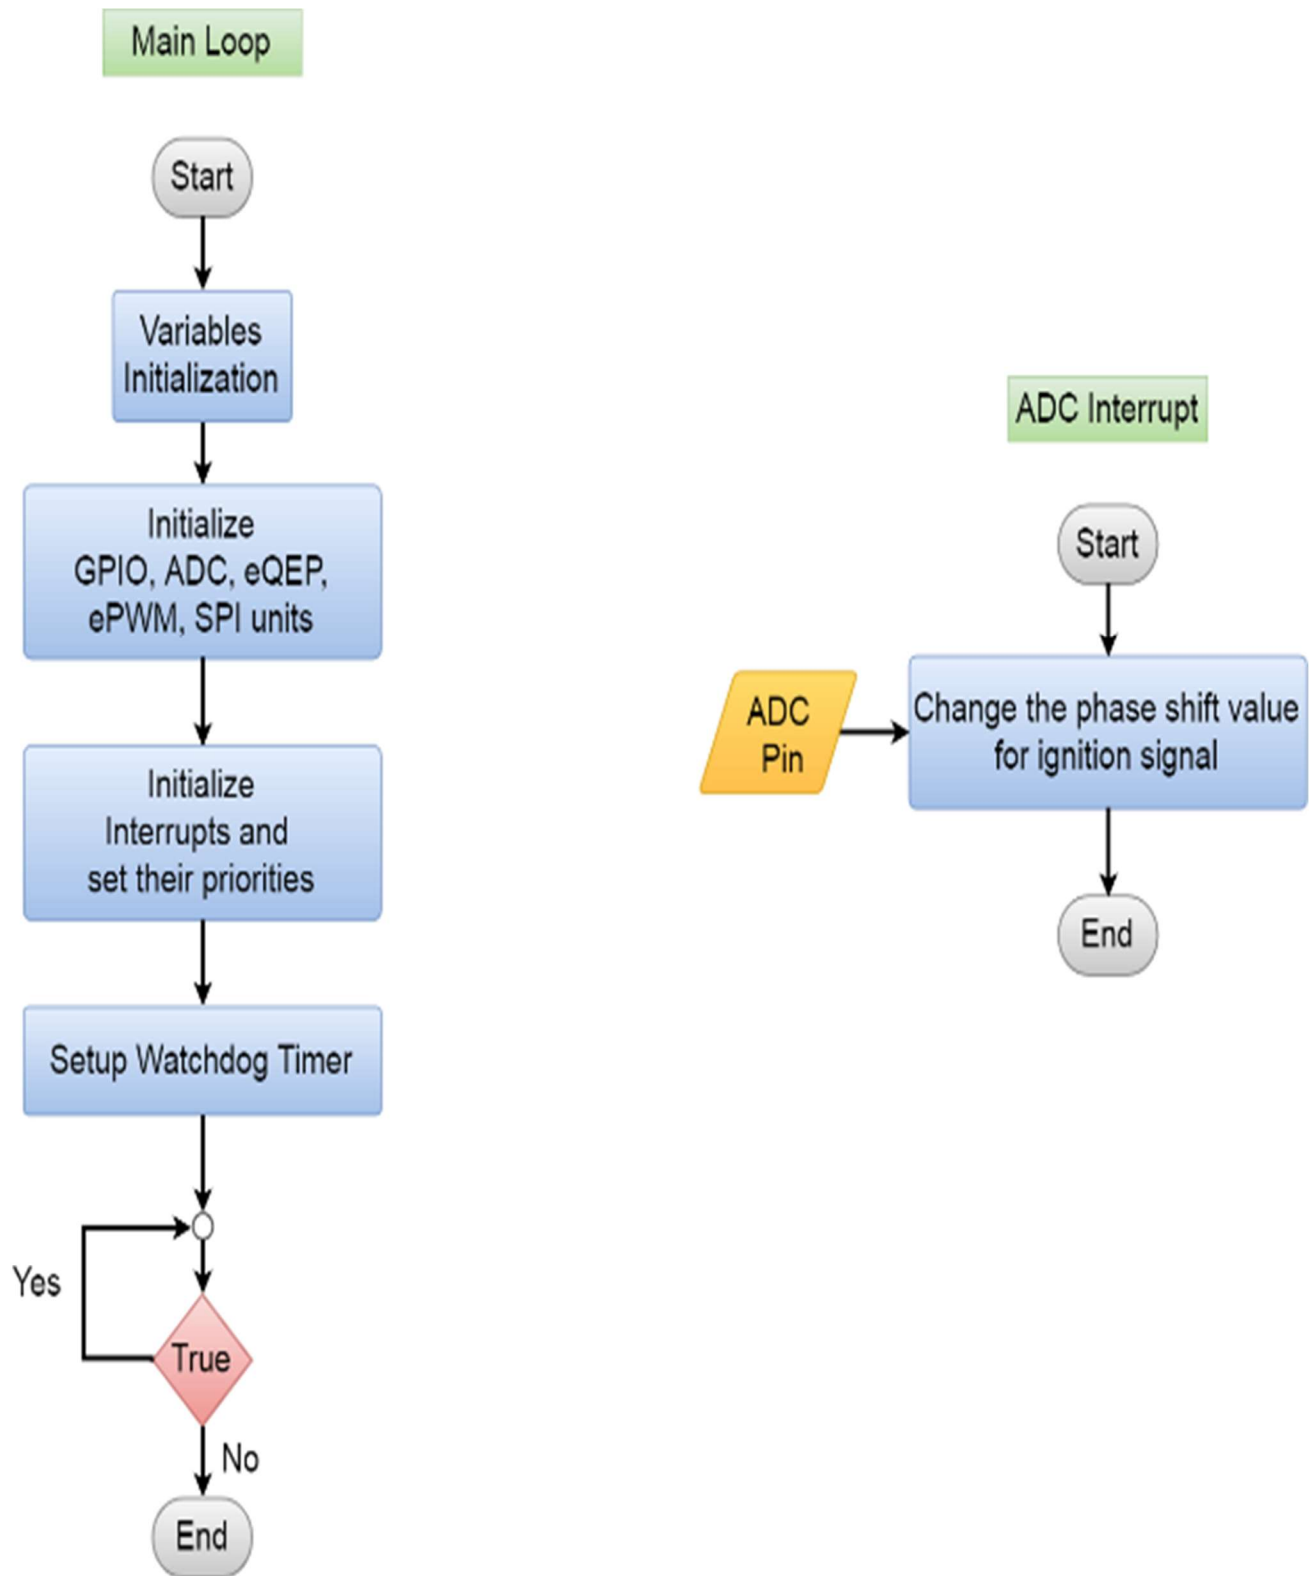 Main Loop
Start
Variables
Initialization
Initialize
GPIO, ADC, eQEP,
ePWM, SPI units
Initialize
Interrupts and
set their priorities
Setup Watchdog Timer
Yes
True
No
End
ADC Interrupt
Start
ADC
Pin
Change the phase shift value
for ignition signal
End